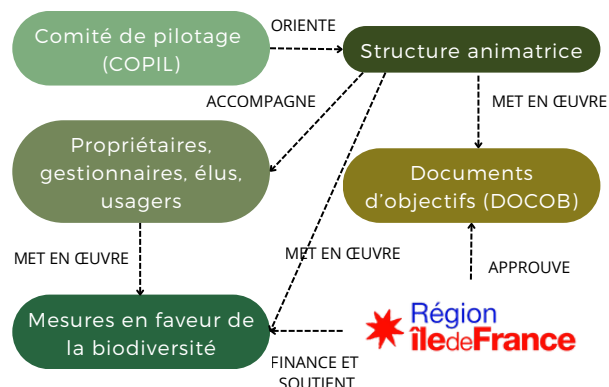 Comité de pilotage
(COPIL)
ORIENTE
Structure animatrice
ACCOMPAGNE
MET EN ŒUVRE
Propriétaires,
gestionnaires, élus,
usagers
Documents
d’objectifs (DOCOB)
MET EN ŒUVRE
MET EN ŒUVRE
APPROUVE
Mesures en faveur de
la biodiversité
Région
îledeFrance
FINANCE ET
SOUTIENT